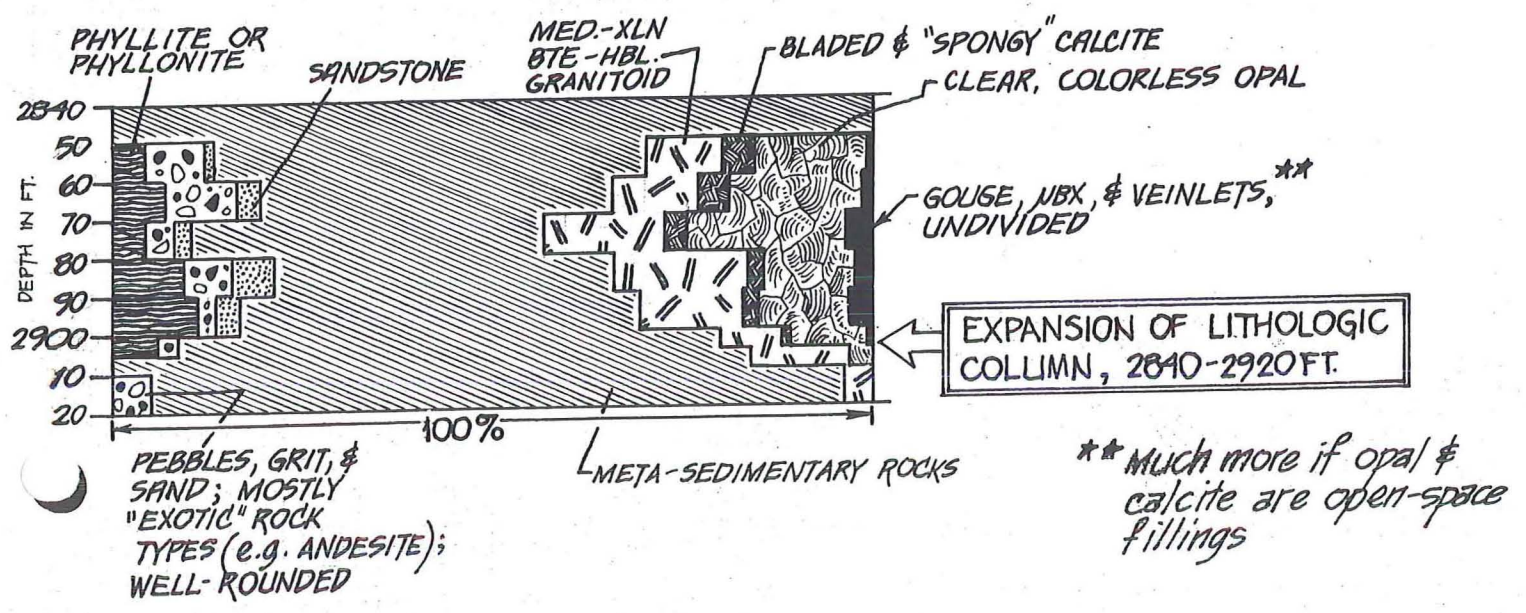 PHYLLITE OR
PHYLLONITE
SANDSTONE
MED.-XLN
BTE-HBL.
GRANITOID
BLADED & "SPONGY" CALCITE
CLEAR, COLORLESS OPAL
DEPTH IN FT.
2840
50
60
70
80
90
2900
10
20
GOUGE, µBX, & VEINLETS,**
UNDIVIDED
EXPANSION OF LITHOLOGIC
COLUMN, 2840-2920 FT.
100%
PEBBLES, GRIT, &
SAND; MOSTLY
"EXOTIC" ROCK
TYPES (e.g. ANDESITE);
WELL-ROUNDED
META-SEDIMENTARY ROCKS
** Much more if opal &
calcite are open-space
fillings